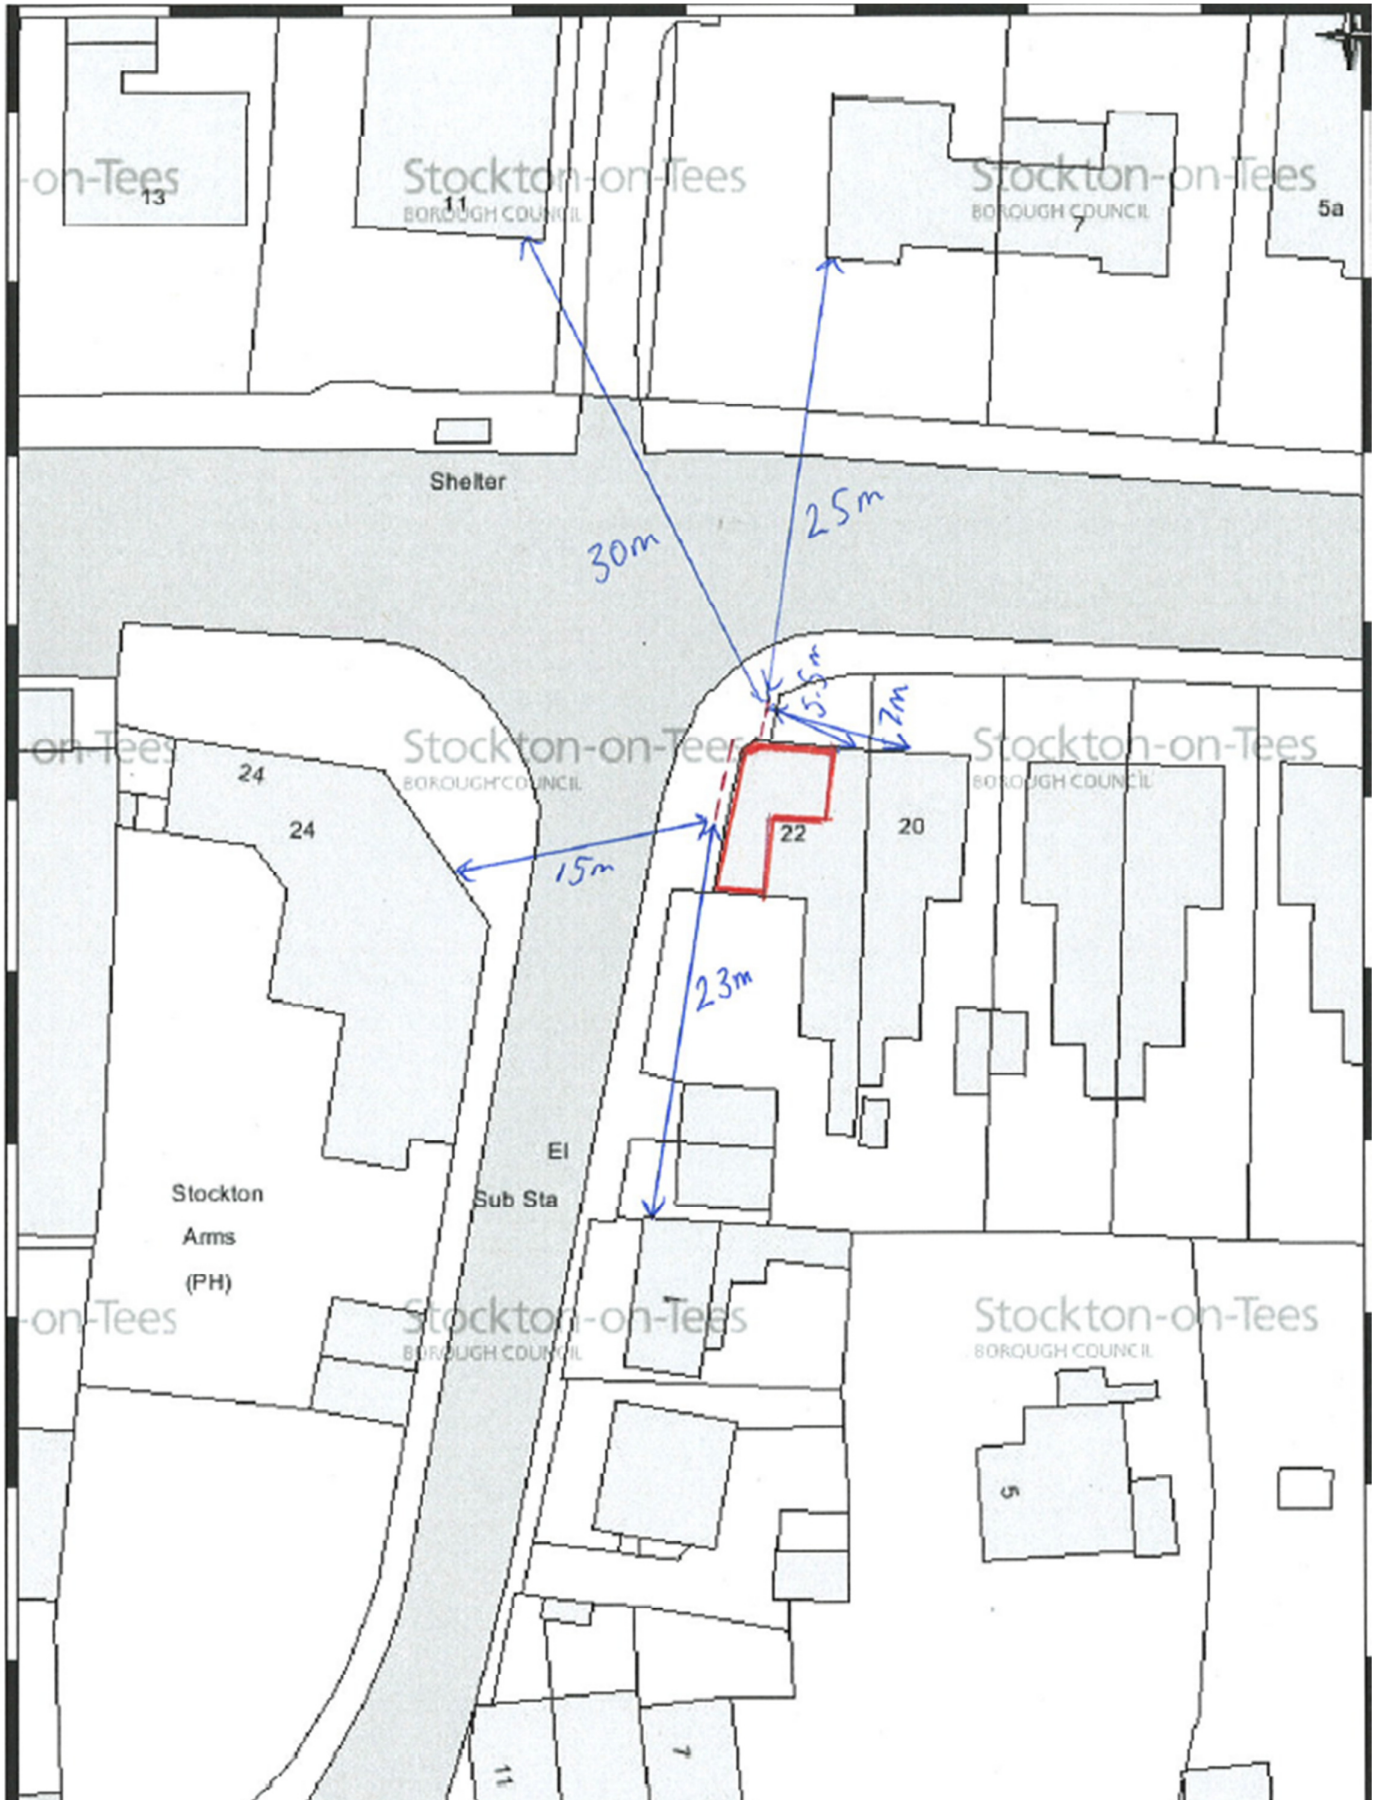 -on-Tees
13
Stockton-on-Tees
BOROUGH COUNCIL
11
Stockton-on-Tees
BOROUGH COUNCIL
7
5a
Shelter
30m
25m
5.5m
7m
on-Tees
Stockton-on-Tees
BOROUGH COUNCIL
Stockton-on-Tees
BOROUGH COUNCIL
24
24
22
20
15m
23m
El
Sub Sta
Stockton
Arms
(PH)
-on-Tees
Stockton-on-Tees
BOROUGH COUNCIL
1
Stockton-on-Tees
BOROUGH COUNCIL
5
7
11